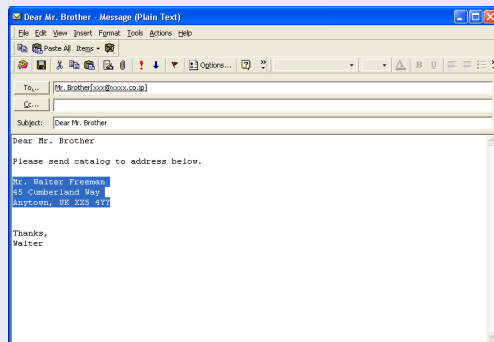 Dear Mr. Brother - Message (Plain Text)
File Edit View Insert Format Tools Actions Help
Paste All Items
Options...
B U
To... Mr. Brother[xxx@xxxx.co.jp]
Cc...
Subject: Dear Mr. Brother
Dear Mr. Brother
Please send catalog to address below.
Mr. Walter Freeman
45 Cumberland Way
Anytown, UK XX5 4YY
Thanks,
Walter